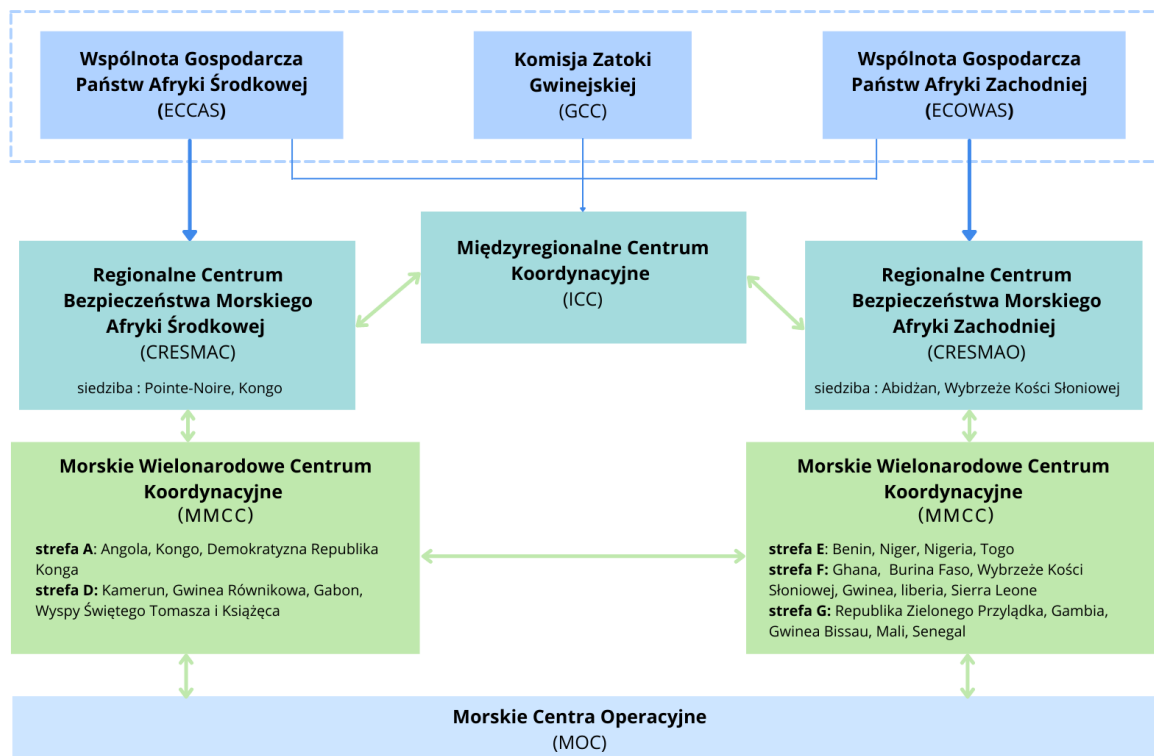 Wspólnota Gospodarcza
Państw Afryki Środkowej
(ECCAS)
Komisja Zatoki
Gwinejskiej
(GCC)
Wspólnota Gospodarcza
Państw Afryki Zachodniej
(ECOWAS)
Międzyregionalne Centrum
Koordynacyjne
(ICC)
Regionalne Centrum
Bezpieczeństwa Morskiego
Afryki Środkowej
(CRESMAC)
siedziba : Pointe-Noire, Kongo
Regionalne Centrum
Bezpieczeństwa Morskiego
Afryki Zachodniej
(CRESMAO)
siedziba : Abidżan, Wybrzeże Kości Słoniowej
Morskie Wielonarodowe Centrum
Koordynacyjne
(MMCC)
strefa A: Angola, Kongo, Demokratyzna Republika
Konga
strefa D: Kamerun, Gwinea Równikowa, Gabon,
Wyspy Świętego Tomasza i Książęca
Morskie Wielonarodowe Centrum
Koordynacyjne
(MMCC)
strefa E: Benin, Niger, Nigeria, Togo
strefa F: Ghana, Burina Faso, Wybrzeże Kości
Słoniowej, Gwinea, liberia, Sierra Leone
strefa G: Republika Zielonego Przylądka, Gambia,
Gwinea Bissau, Mali, Senegal
Morskie Centra Operacyjne
(MOC)